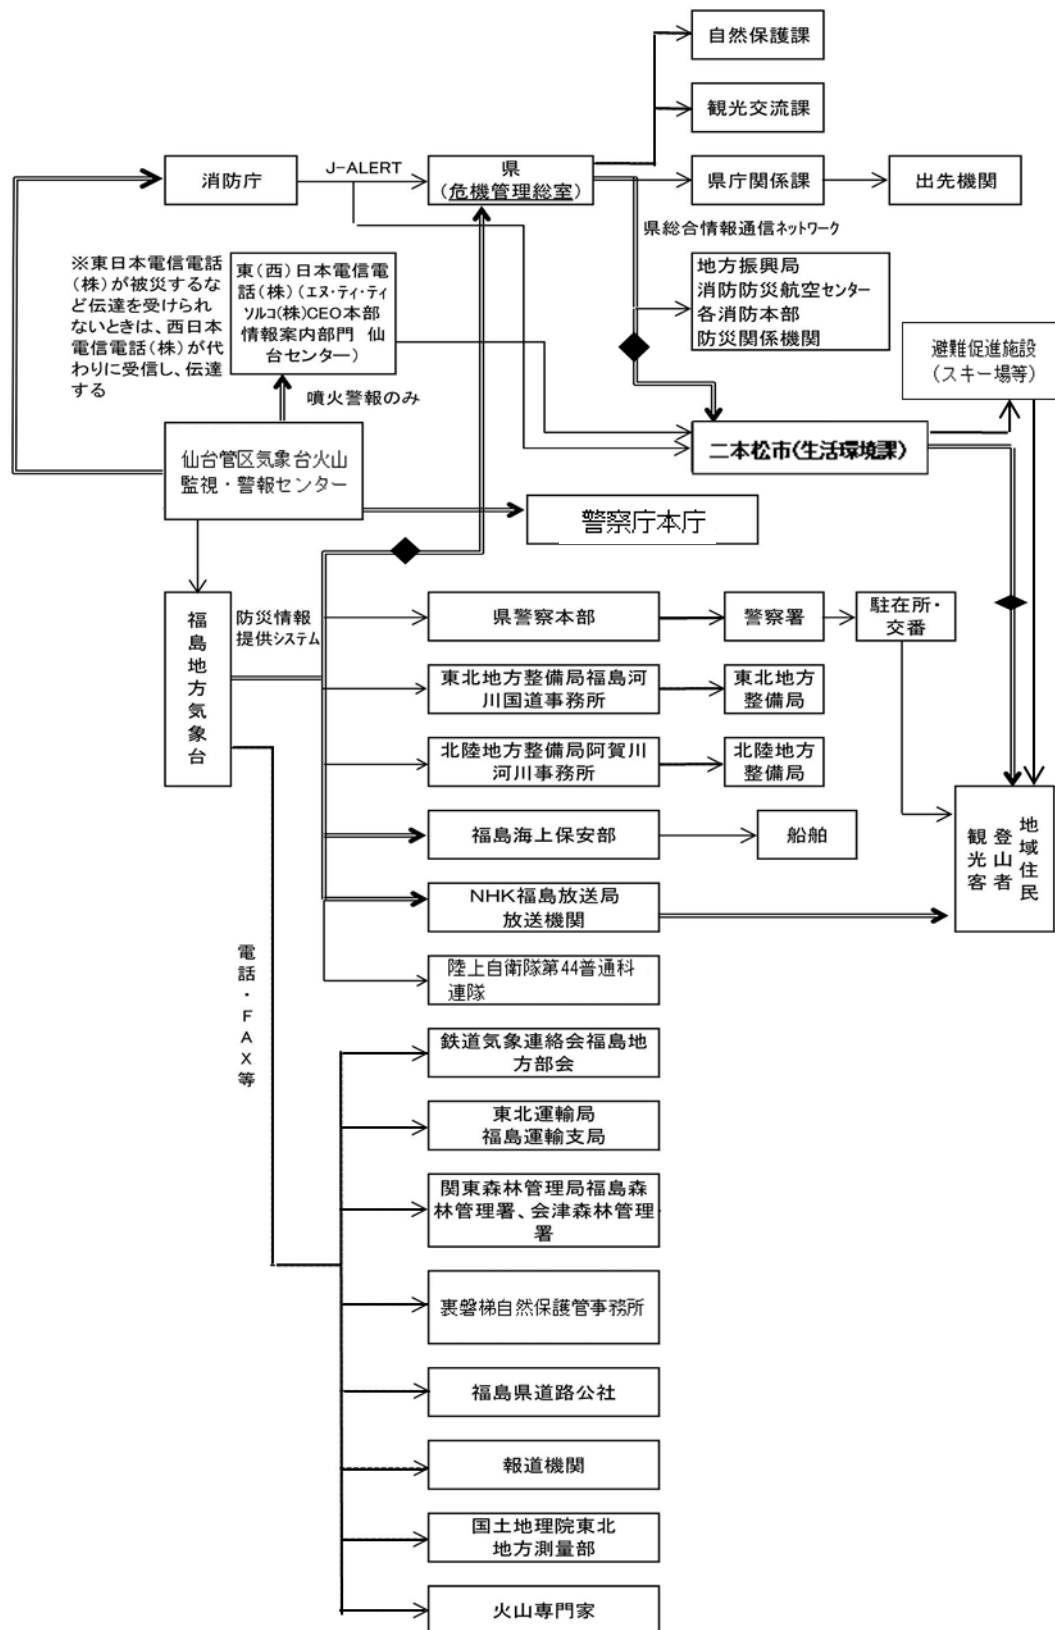 自然保護課
観光交流課
消防庁
J-ALERT
県
(危機管理総室)
県庁関係課
出先機関
県総合情報通信ネットワーク
※東日本電信電話
(株)が被災するな
ど伝達を受けられ
ないときは、西日本
電信電話(株)が代
わりに受信し、伝達
する
東(西)日本電信電
話(株)(エヌ・ティ・ティ
ソルコ(株)CEO本部
情報案内部門 仙
台センター)
地方振興局
消防防災航空センター
各消防本部
防災関係機関
避難促進施設
(スキー場等)
噴火警報のみ
二本松市(生活環境課)
仙台管区気象台火山
監視・警報センター
警察庁本庁
福島地方気象台
防災情報
提供システム
県警察本部
警察署
駐在所・
交番
東北地方整備局福島河
川国道事務所
東北地方
整備局
北陸地方整備局阿賀川
河川事務所
北陸地方
整備局
福島海上保安部
船舶
地域住民
登山者
観光客
NHK福島放送局
放送機関
陸上自衛隊第44普通科
連隊
電話・FAX等
鉄道気象連絡会福島地
方部会
東北運輸局
福島運輸支局
関東森林管理局福島森
林管理署、会津森林管理
署
裏磐梯自然保護管事務所
福島県道路公社
報道機関
国土地理院東北
地方測量部
火山専門家